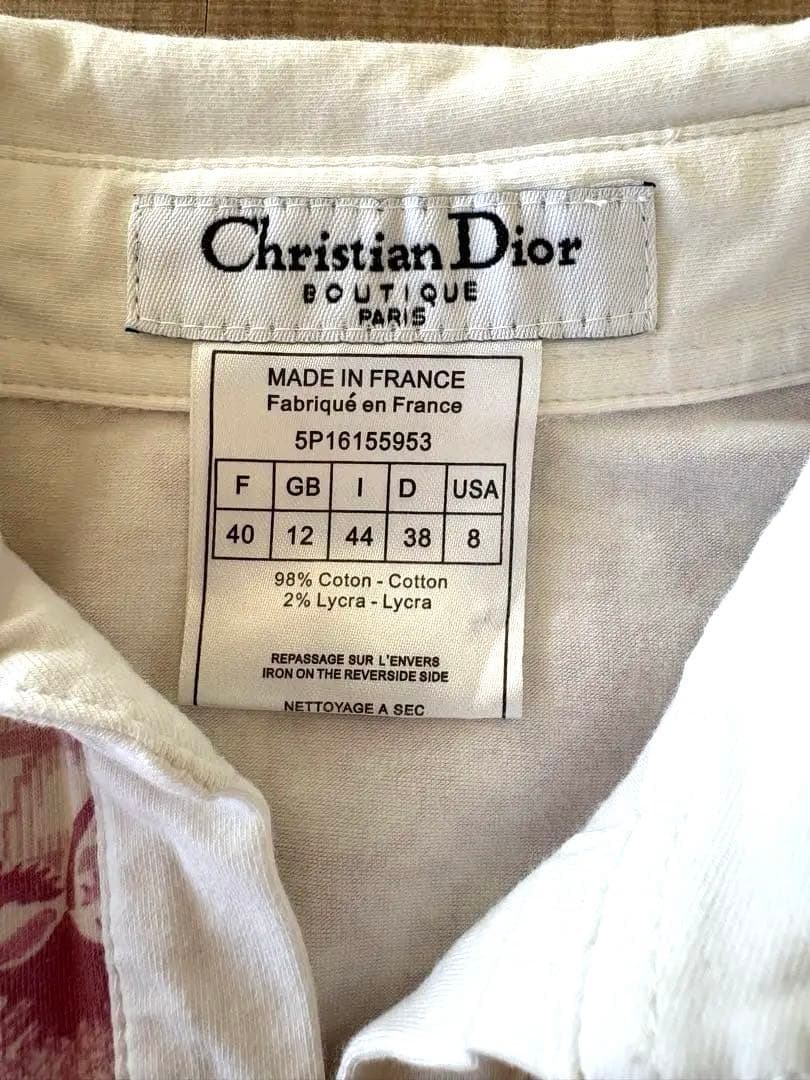 Christian Dior
BOUTIQUE
PARIS
MADE IN FRANCE
Fabriqué en France
5P16155953
F GB I D USA
40 12 44 38 8
98% Coton - Cotton
2% Lycra - Lycra
REPASSAGE SUR L'ENVERS
IRON ON THE REVERSIDE SIDE
NETTOYAGE A SEC